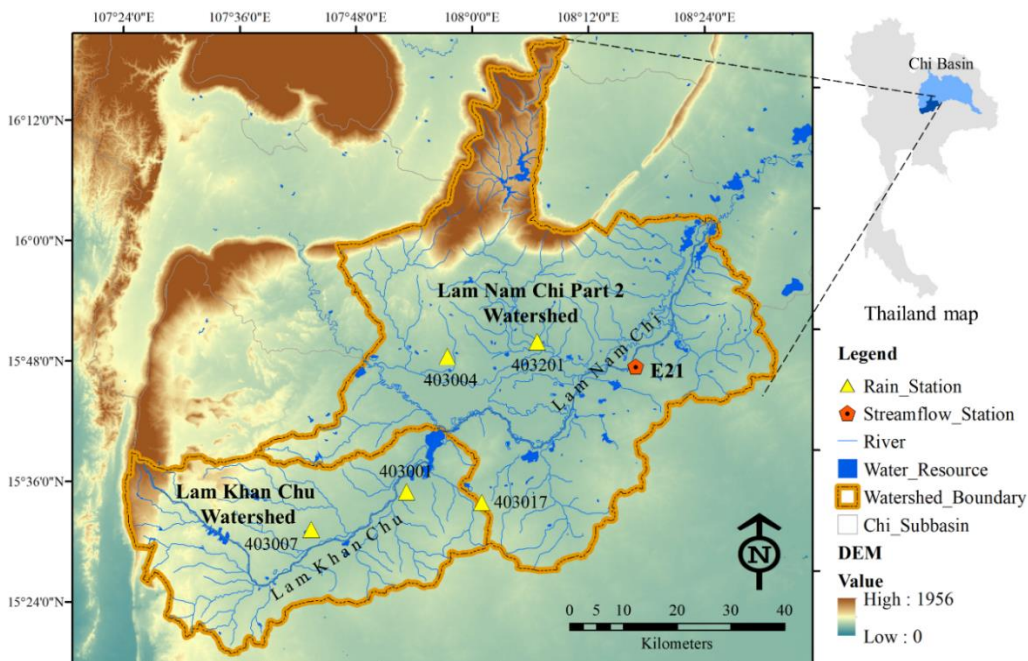 107°24'0"E 107°36'0"E 107°48'0"E 108°0'0"E 108°12'0"E 108°24'0"E
16°12'0"N
16°0'0"N
15°48'0"N
15°36'0"N
15°24'0"N
Lam Nam Chi Part 2
Watershed
403004
403201
Lam Nam Chi
E21
403001
Lam Khan Chu
Watershed
403007
403017
Lam Khan Chu
N
0 5 10 20 30 40
Kilometers
Chi Basin
Thailand map
Legend
Rain_Station
Streamflow_Station
River
Water_Resource
Watershed_Boundary
Chi_Subbasin
DEM
Value
High : 1956
Low : 0